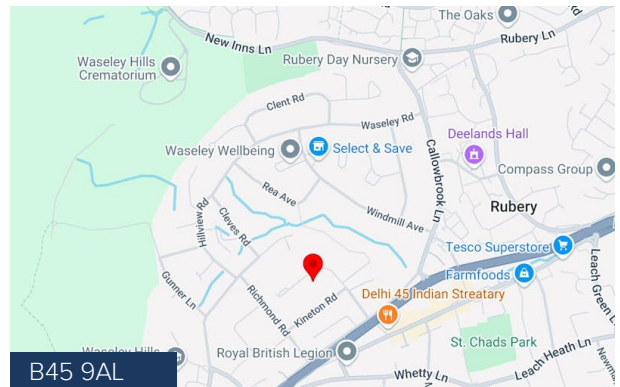 The Oaks
New Inns Ln
Rubery Ln
Waseley Hills
Crematorium
Rubery Day Nursery
Clent Rd
Waseley Rd
Deelands Hall
Waseley Wellbeing
Select & Save
Callowbrook Ln
Compass Group
Rea Ave
Rubery
Hillview Rd
Cleves Rd
Windmill Ave
Tesco Superstore
Farmfoods
Leach Green
Gunner Ln
Richmond Rd
Kineton Rd
Delhi 45 Indian Streatary
St. Chads Park
Waseley Hills
Royal British Legion
Whetty Ln
Leach Heath Ln
B45 9AL